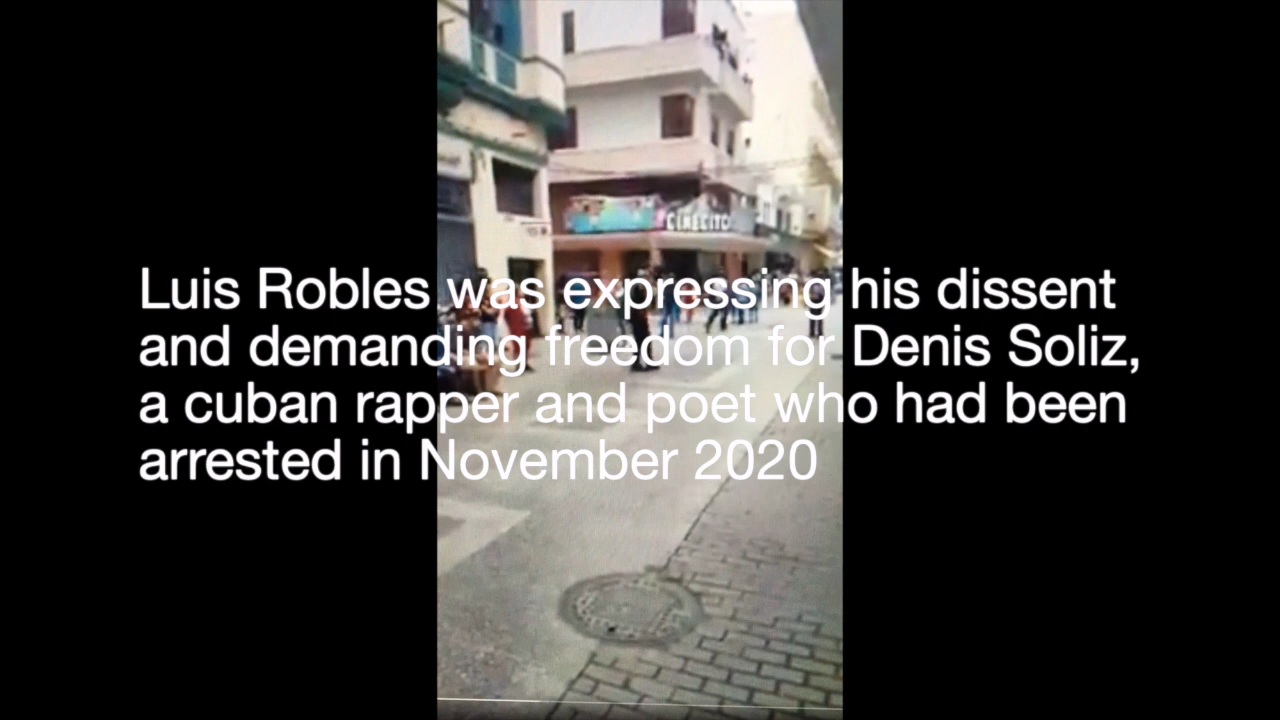 CINECITO
Luis Robles was expressing his dissent
and demanding freedom for Denis Soliz,
a cuban rapper and poet who had been
arrested in November 2020